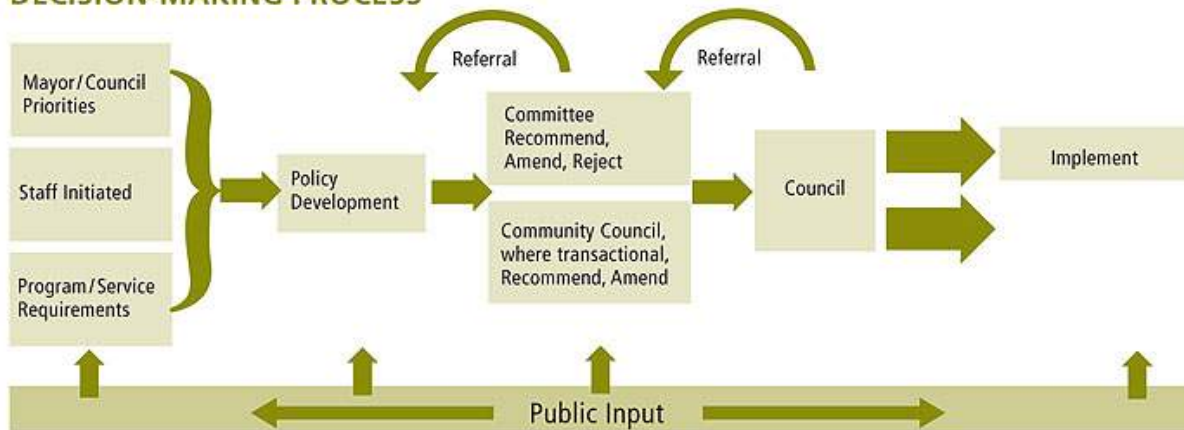 DECISION-MAKING PROCESS
Mayor/Council
Priorities
Staff Initiated
Program/Service
Requirements
Policy
Development
Referral
Committee
Recommend,
Amend, Reject
Community Council,
where transactional,
Recommend, Amend
Referral
Council
Implement
Public Input